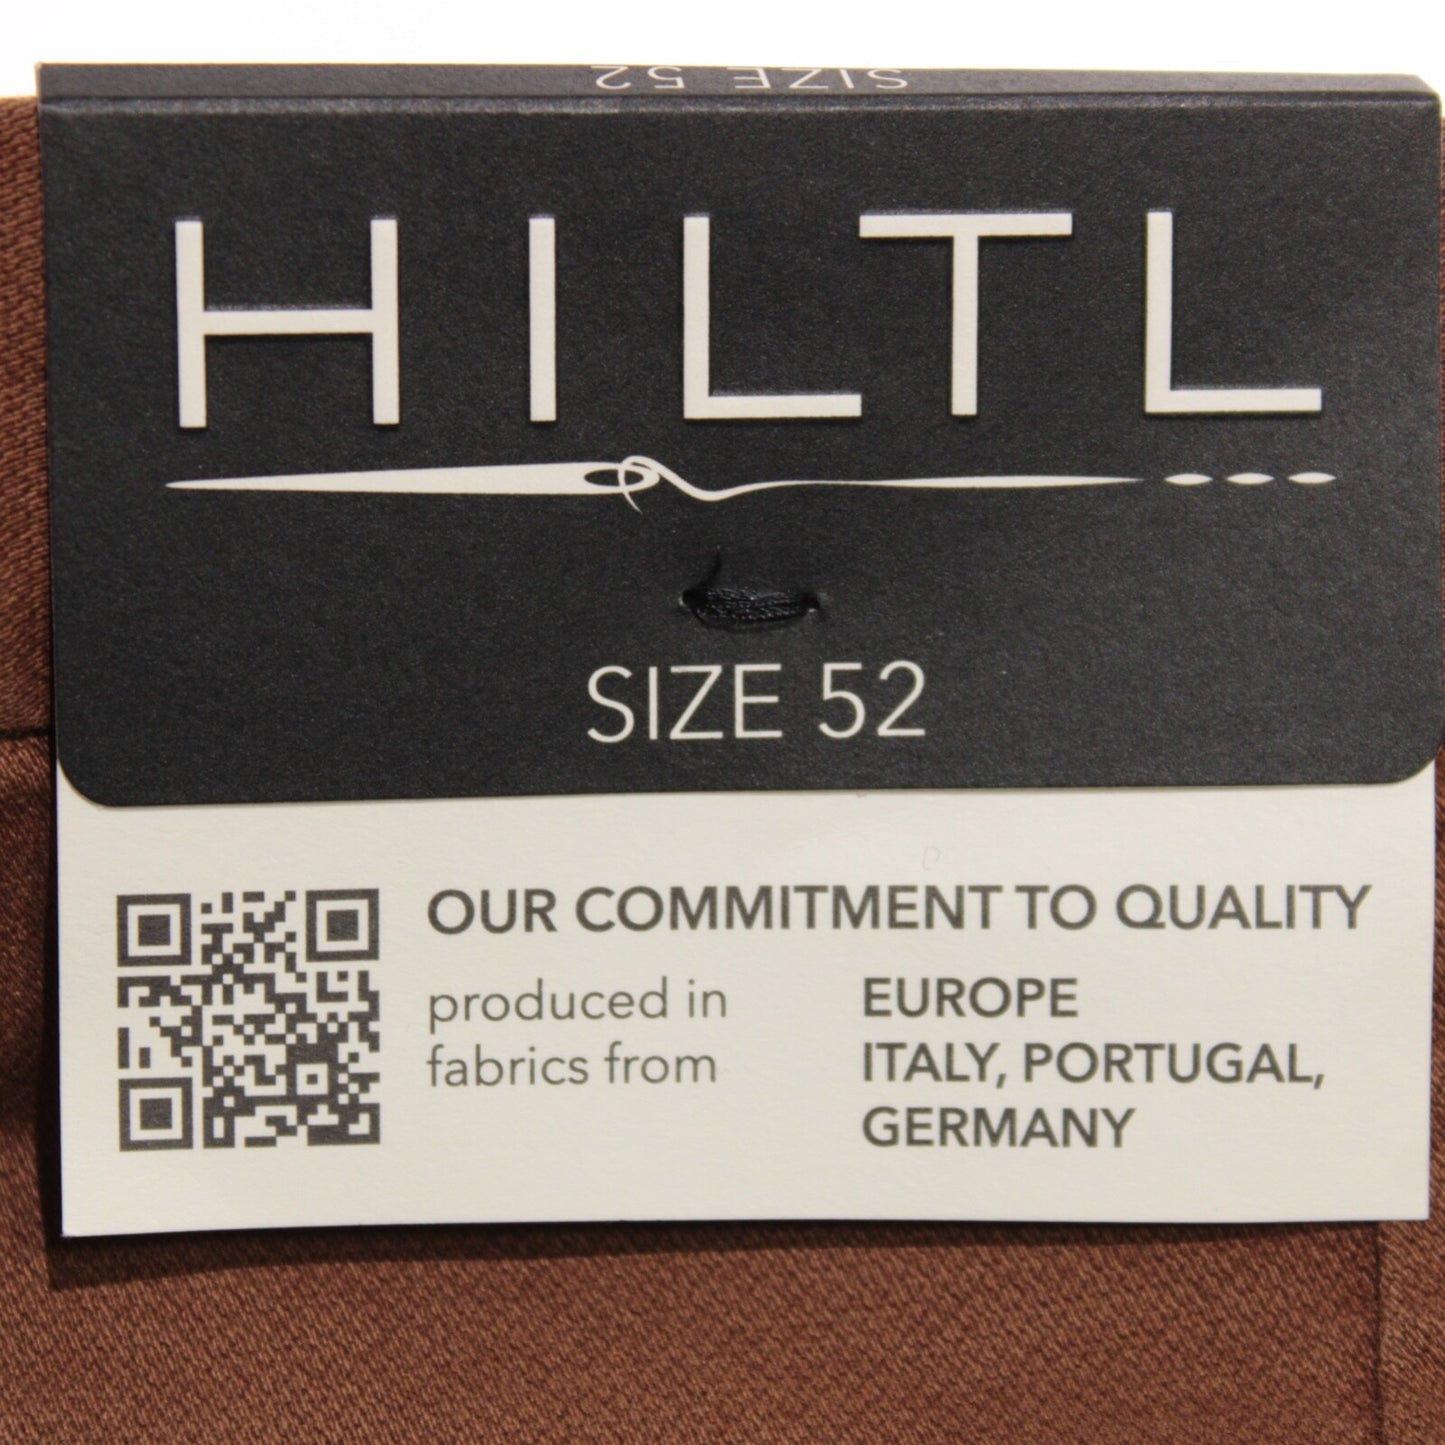 SIZE 52
HILTL
SIZE 52
OUR COMMITMENT TO QUALITY
produced in EUROPE
fabrics from ITALY, PORTUGAL,
GERMANY